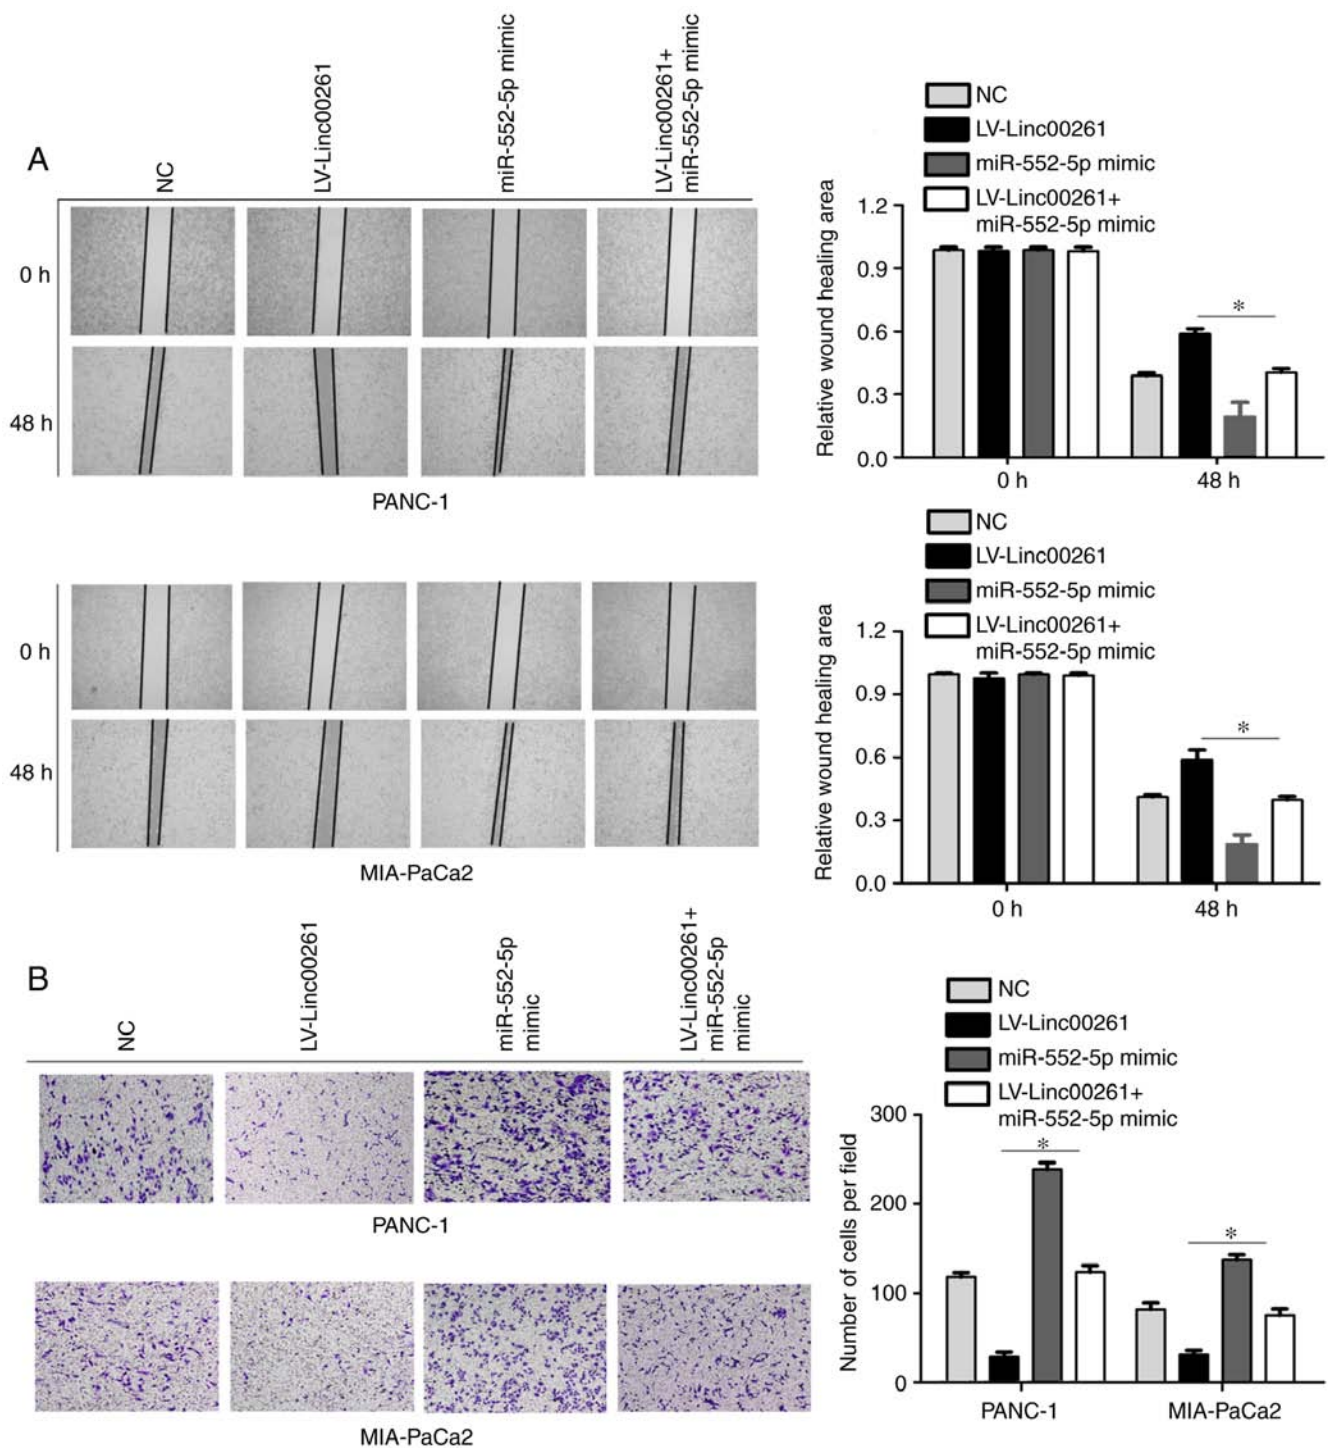 A
NC
LV-Linc00261
miR-552-5p mimic
LV-Linc00261+
miR-552-5p mimic
0 h
48 h
PANC-1
0 h
48 h
MIA-PaCa2
NC
LV-Linc00261
miR-552-5p mimic
LV-Linc00261+
miR-552-5p mimic
Relative wound healing area
1.2
0.9
0.6
0.3
0.0
*
0 h
48 h
NC
LV-Linc00261
miR-552-5p mimic
LV-Linc00261+
miR-552-5p mimic
Relative wound healing area
1.2
0.9
0.6
0.3
0.0
*
0 h
48 h
B
NC
LV-Linc00261
miR-552-5p
mimic
LV-Linc00261+
miR-552-5p
mimic
PANC-1
MIA-PaCa2
NC
LV-Linc00261
miR-552-5p mimic
LV-Linc00261+
miR-552-5p mimic
Number of cells per field
300
200
100
0
*
*
PANC-1
MIA-PaCa2